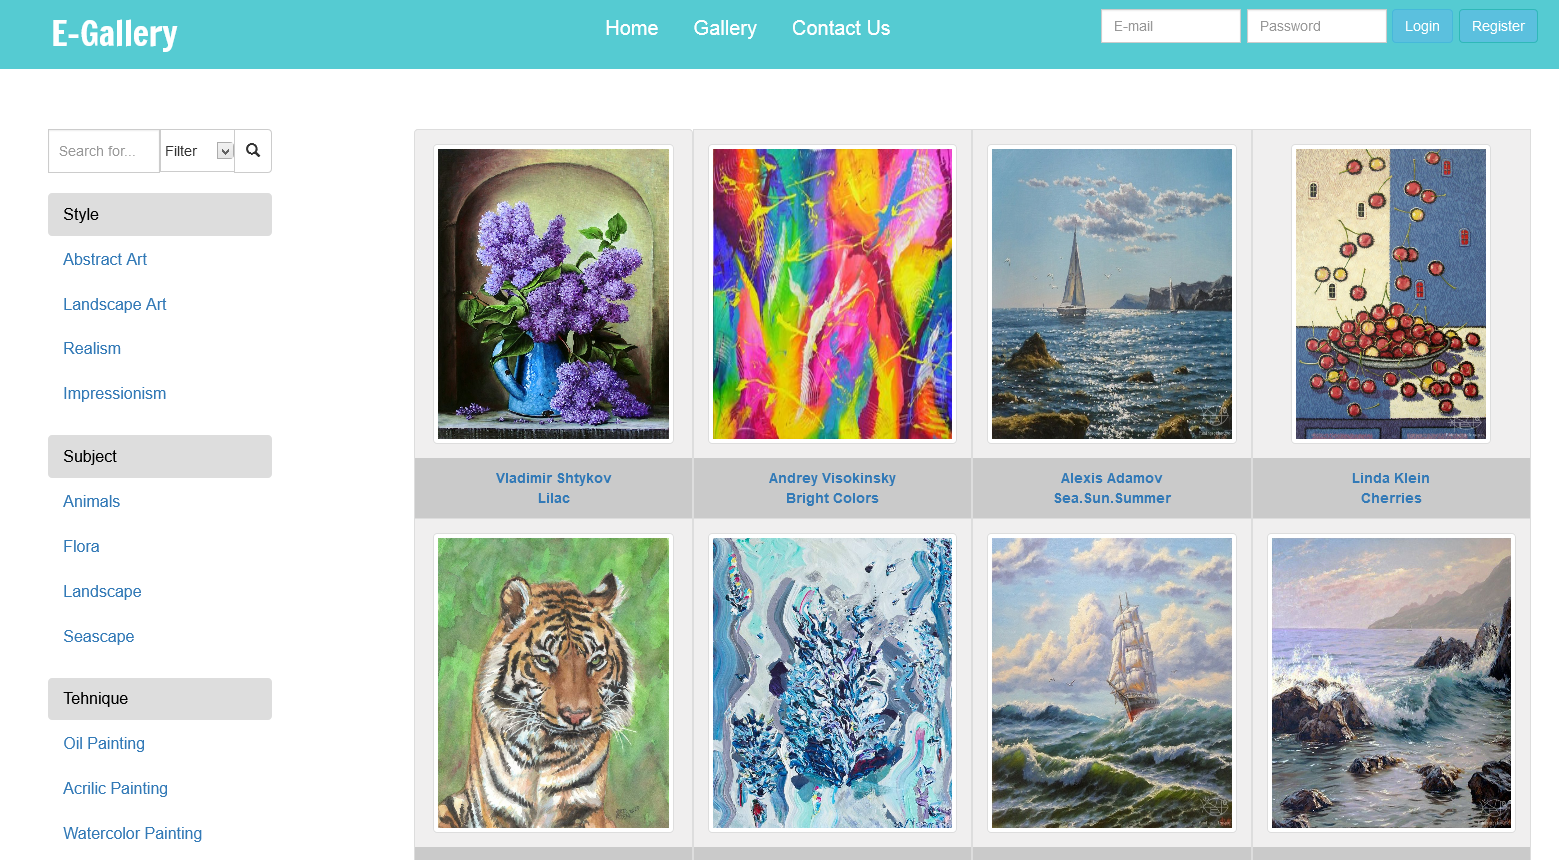 E-Gallery
Home
Gallery
Contact Us
E-mail
Password
Login
Register
Search for...
Filter
Style
Abstract Art
Landscape Art
Realism
Impressionism
Subject
Animals
Flora
Landscape
Seascape
Tehnique
Oil Painting
Acrilic Painting
Watercolor Painting
Vladimir Shtykov
Lilac
Andrey Visokinsky
Bright Colors
Alexis Adamov
Sea.Sun.Summer
Linda Klein
Cherries